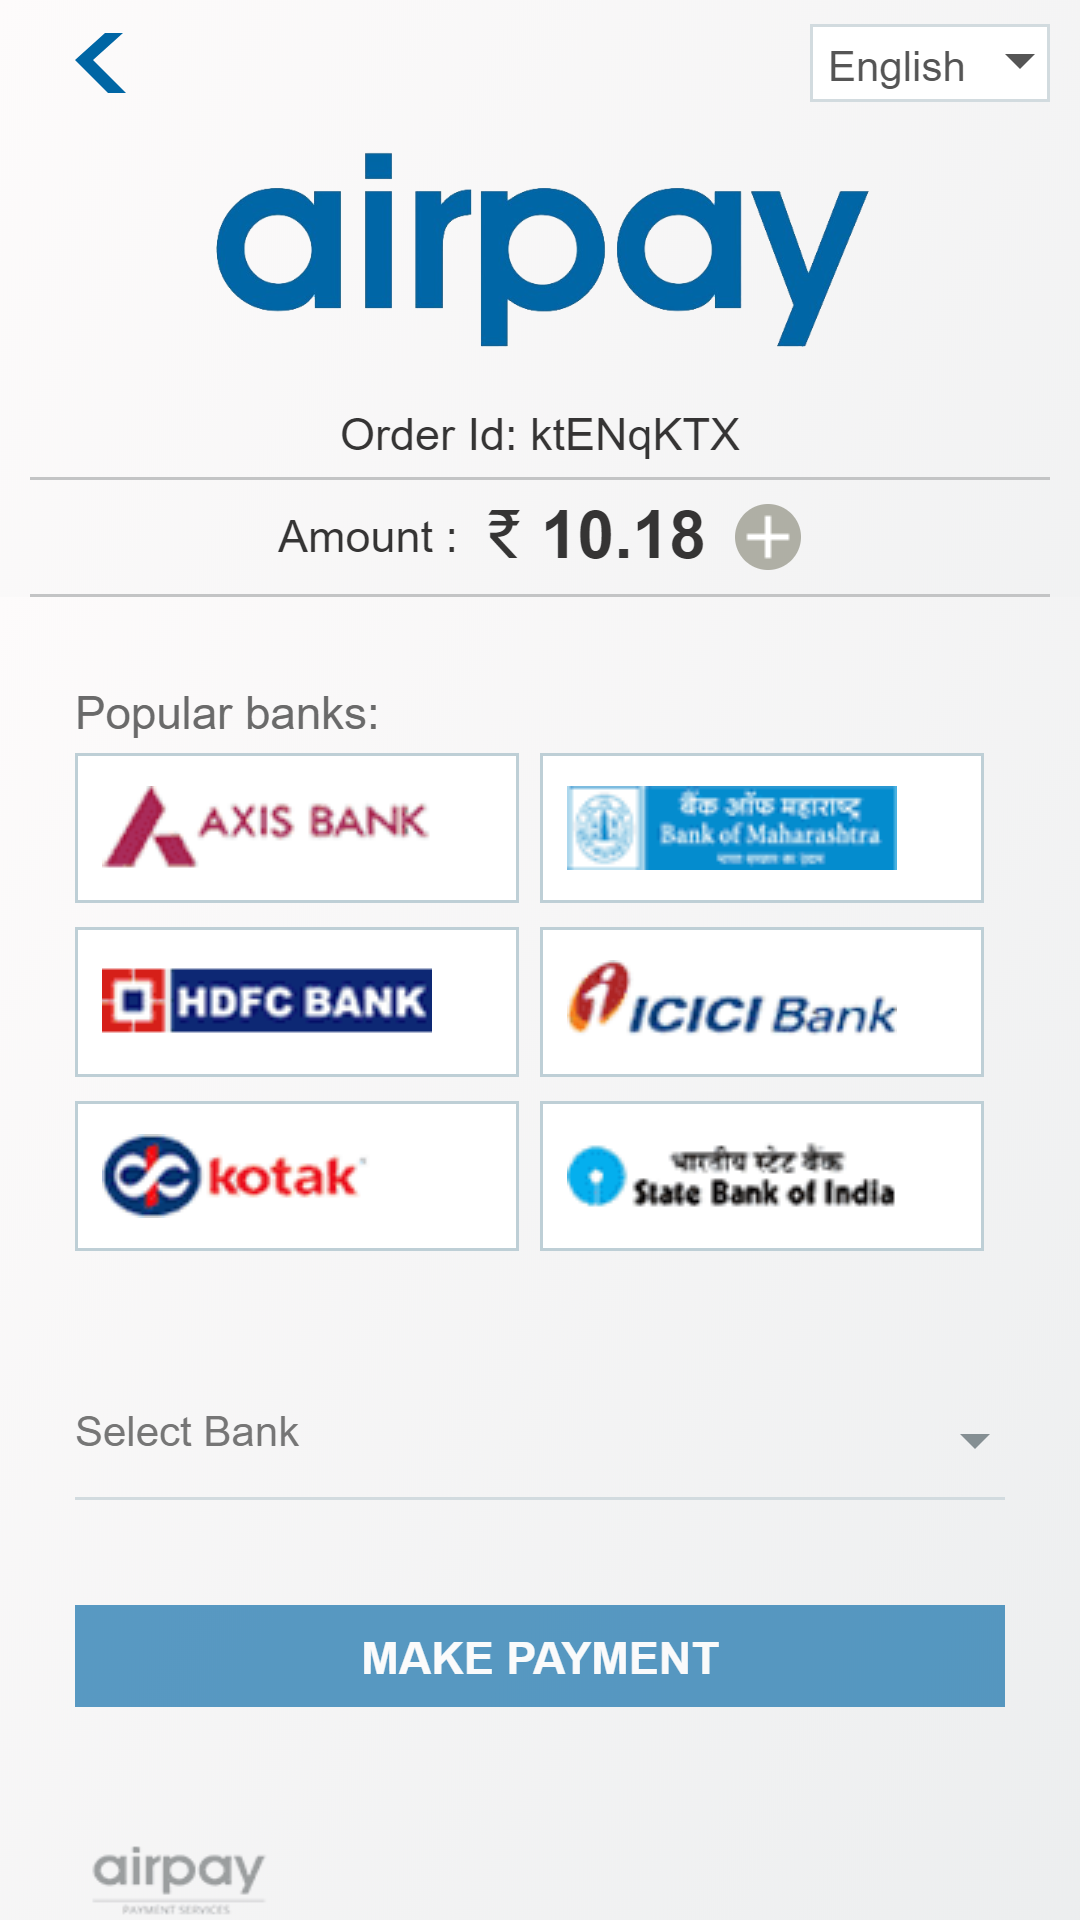 English
airpay
Order Id: ktENqKTX
Amount : ₹ 10.18
Popular banks:
AXIS BANK
बैंक ऑफ महाराष्ट्र
Bank of Maharashtra
HDFC BANK
ICICI Bank
kotak
भारतीय स्टेट बैंक
State Bank of India
Select Bank
MAKE PAYMENT
airpay
PAYMENT SERVICES